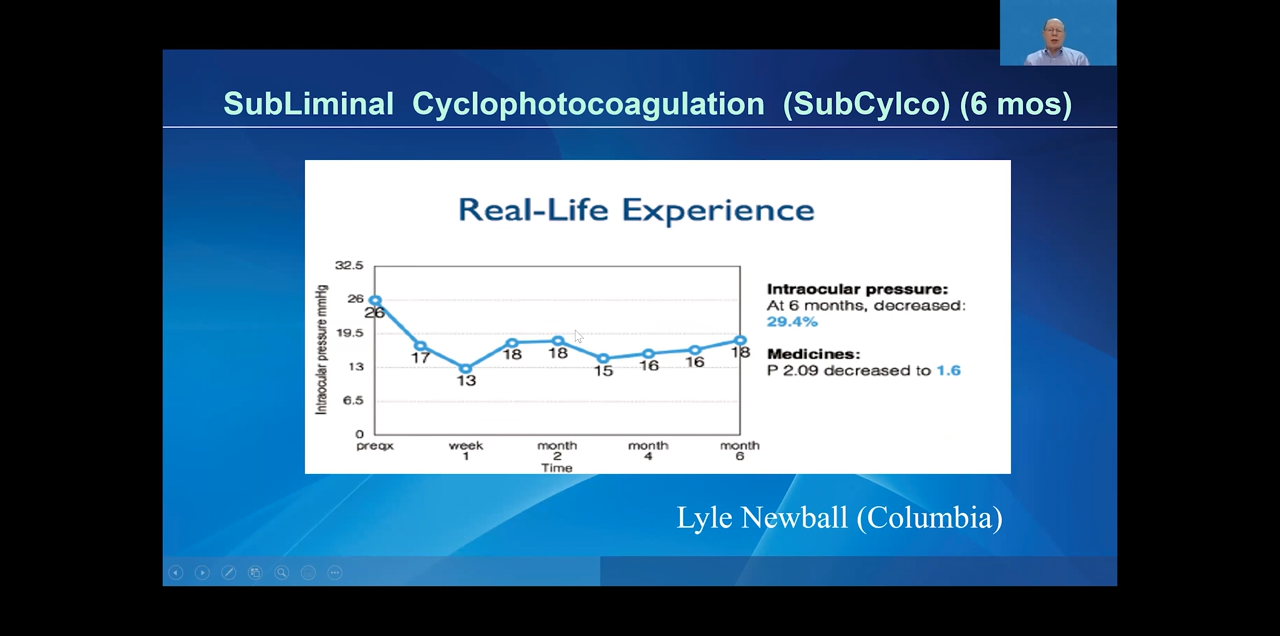 SubLiminal Cyclophotocoagulation (SubCylco) (6 mos)
Real-Life Experience
Intraocular pressure mmHg
32.5
26
19.5
13
6.5
0
26
17
13
18
18
15
16
16
18
preqx
week 1
month 2
month 4
month 6
Time
Intraocular pressure:
At 6 months, decreased:
29.4%
Medicines:
P 2.09 decreased to 1.6
Lyle Newball (Columbia)